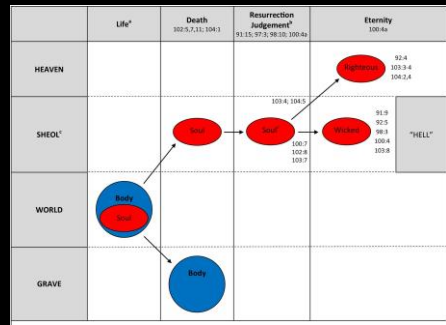 Lifeᵃ
Death
102:5,7,11; 104:1
Resurrection
Judgementᵇ
91:15; 97:3; 98:10; 100:4a
Eternity
100:4a
HEAVEN
Righteous
92:4
103:3-4
104:2,4
103:4; 104:5
SHEOLᶜ
Soul
Soul
Wicked
91:9
92:5
98:3
100:4
103:8
"HELL"
100:7
102:8
103:7
WORLD
Body
Soul
GRAVE
Body